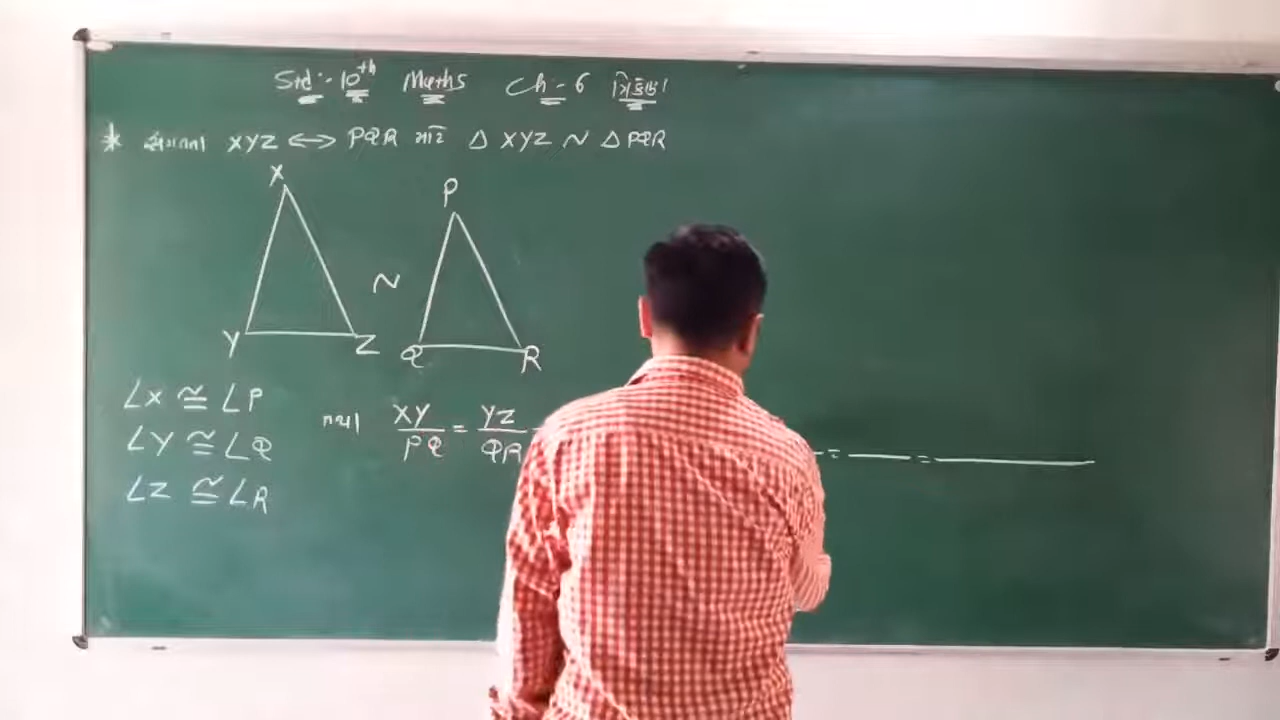 Std :- 10th Maths Ch - 6 ત્રિકોણ
* સંગતતા XYZ ↔ PQR માટે Δ XYZ ~ Δ PQR
X
P
~
Y Z Q R
∠X ≅ ∠P
તથા XY/PQ = YZ/QR
= =
∠Y ≅ ∠Q
∠Z ≅ ∠R